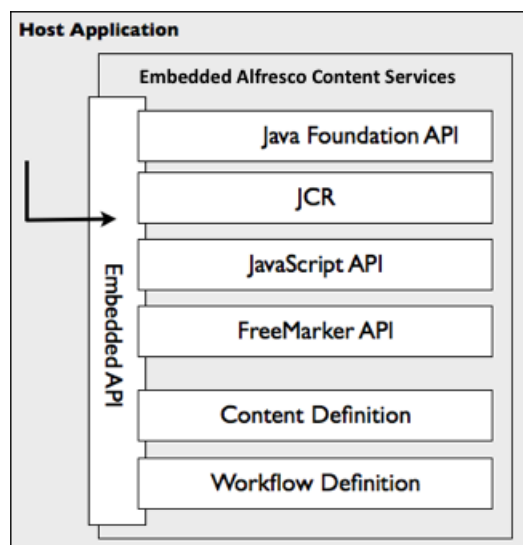 Host Application
Embedded Alfresco Content Services
Java Foundation API
JCR
JavaScript API
FreeMarker API
Content Definition
Workflow Definition
Embedded API